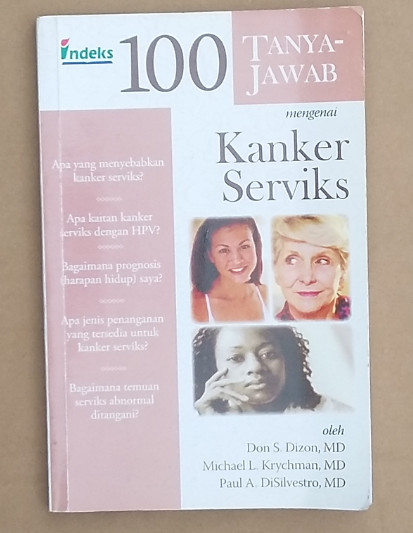 indeks
100
TANYA-
JAWAB
mengenai
Kanker
Serviks
Apa yang menyebabkan
kanker serviks?
Apa kaitan kanker
serviks dengan HPV?
Bagaimana prognosis
(harapan hidup) saya?
Apa jenis penanganan
yang tersedia untuk
kanker serviks?
Bagaimana temuan
serviks abnormal
ditangani?
oleh
Don S. Dizon, MD
Michael L. Krychman, MD
Paul A. DiSilvestro, MD